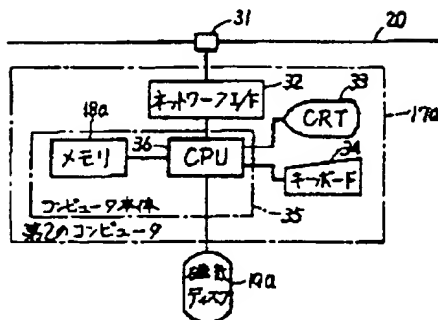 31
20
32
ネットワークI/F
33
CRT
17a
18a
メモリ
36
CPU
34
キーボード
コンピュータ本体
35
第2のコンピュータ
磁気
ディスク
19a